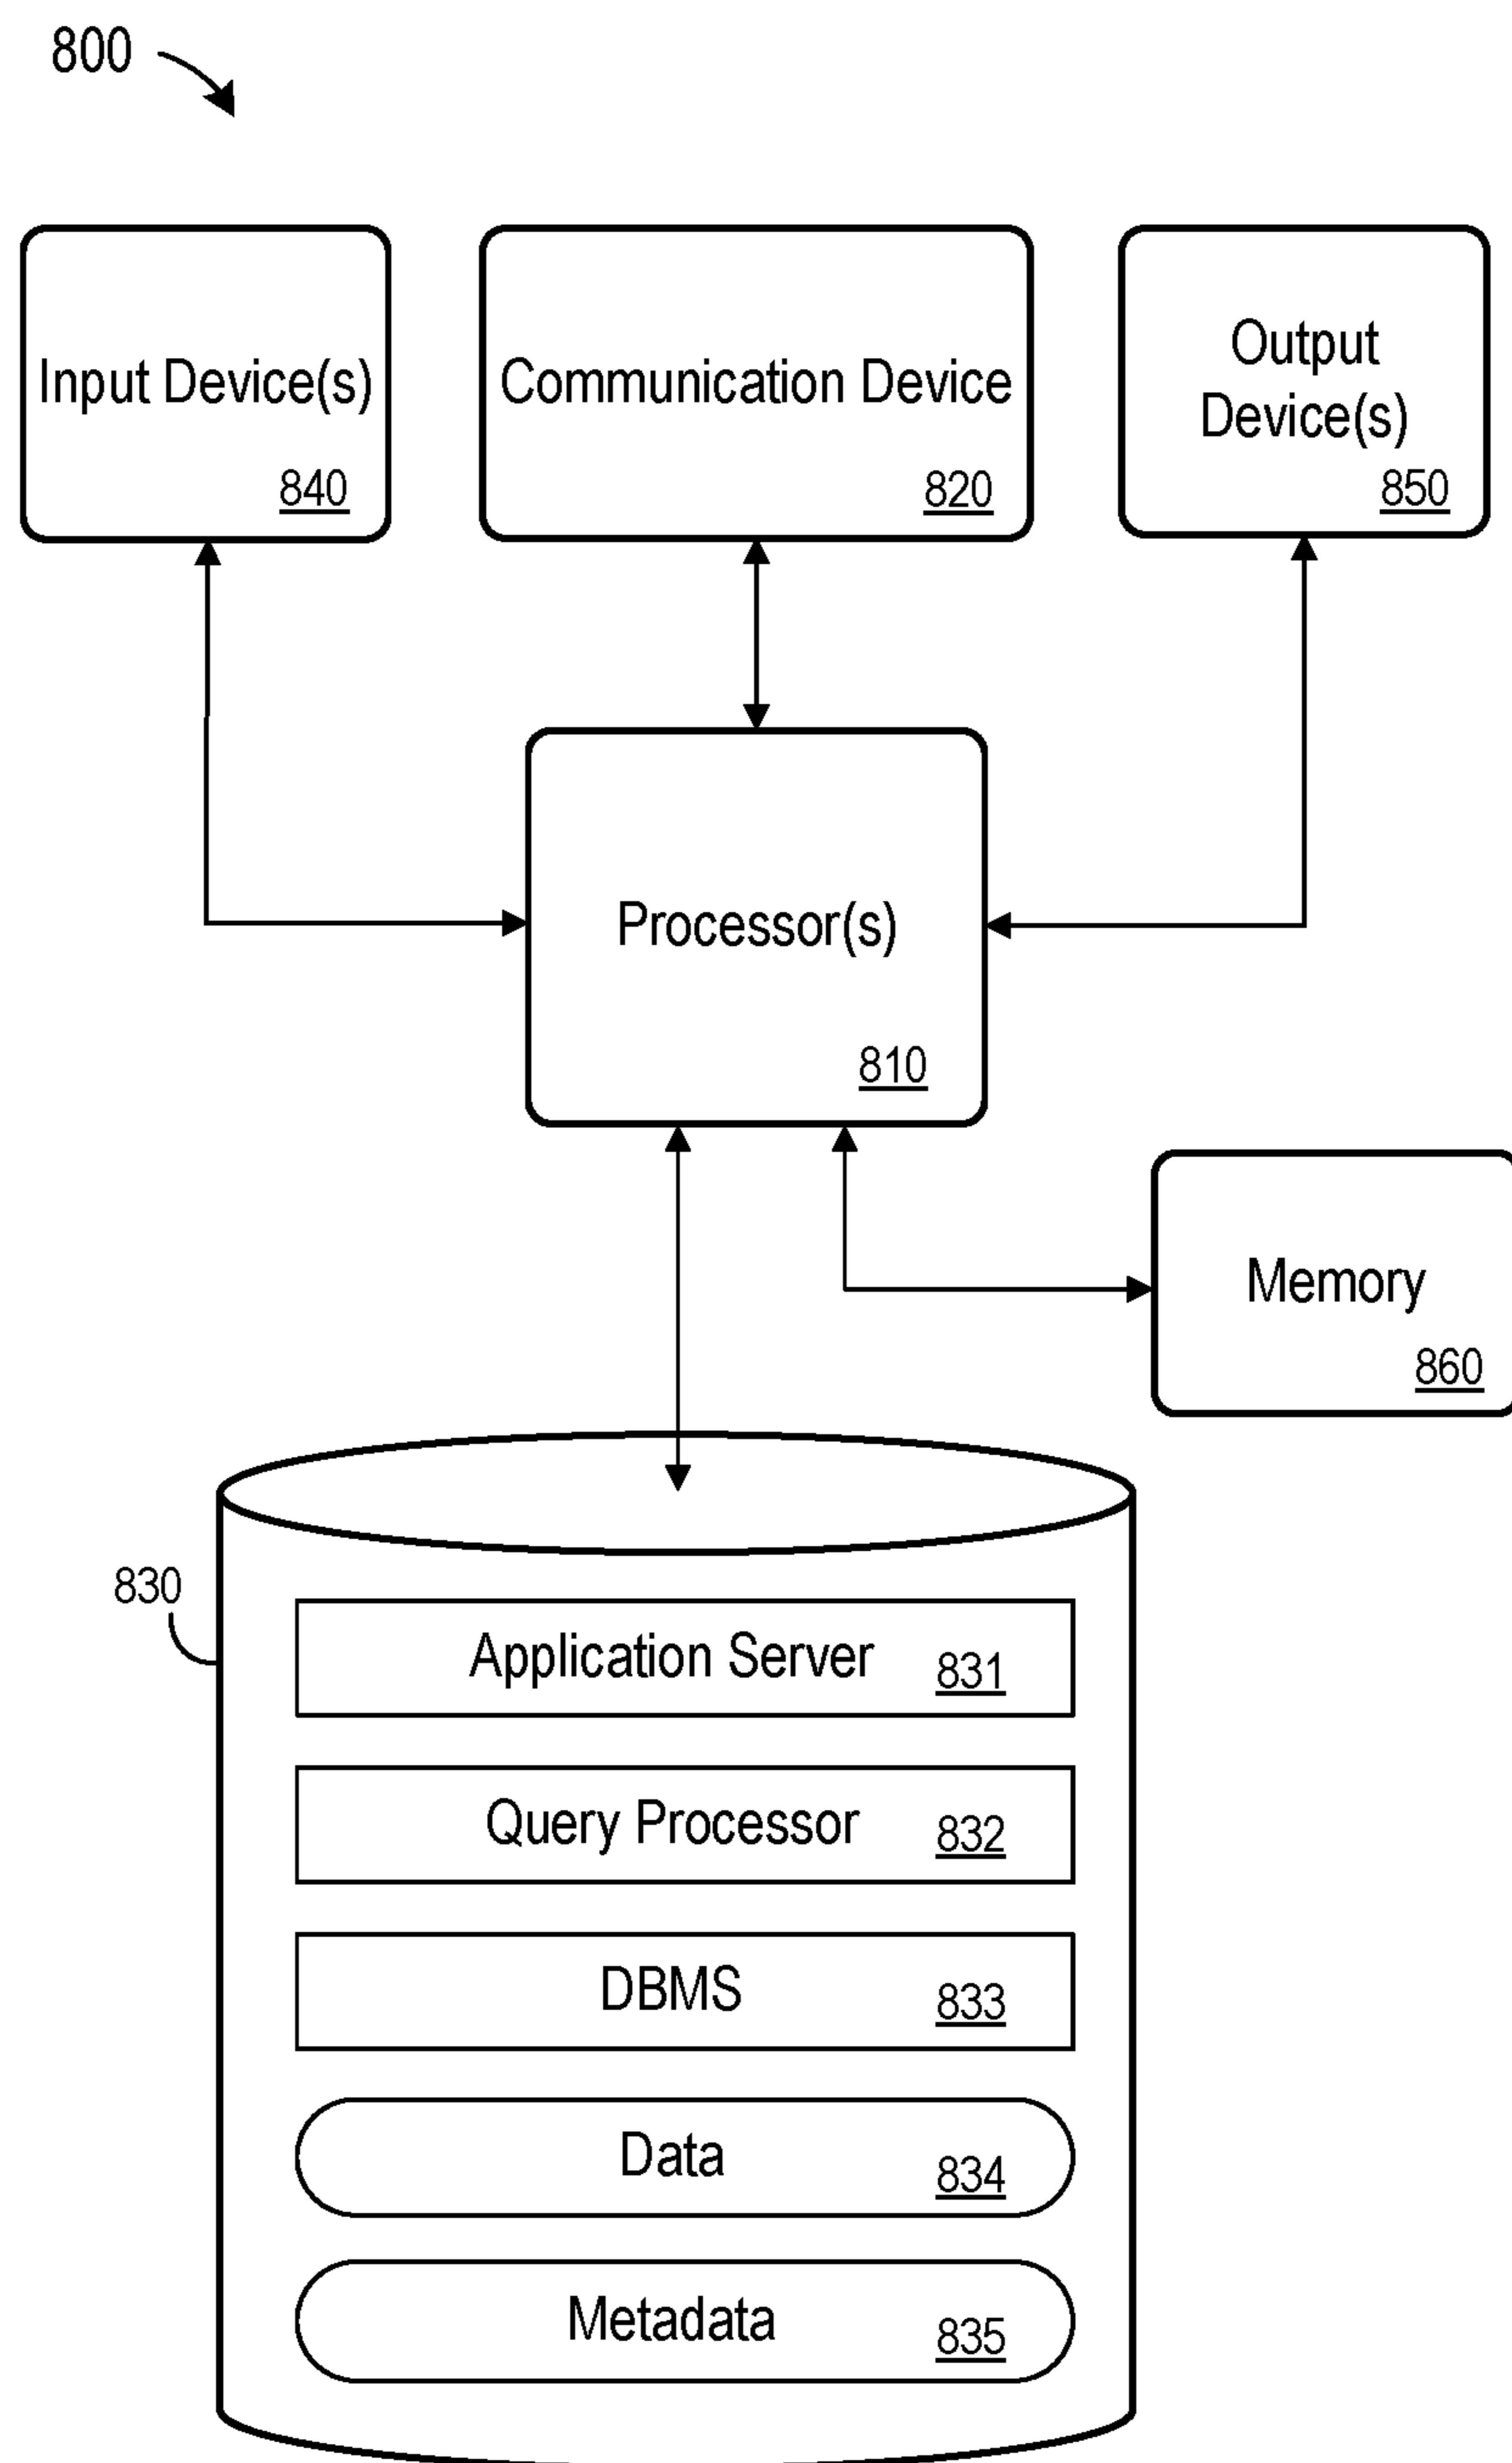 800
Input Device(s)
840
Communication Device
820
Output
Device(s)
850
Processor(s)
810
Memory
860
830
Application Server 831
Query Processor 832
DBMS 833
Data 834
Metadata 835